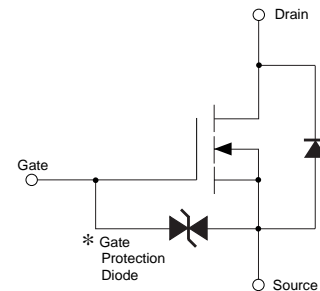 Drain
Gate
* Gate
Protection
Diode
Source